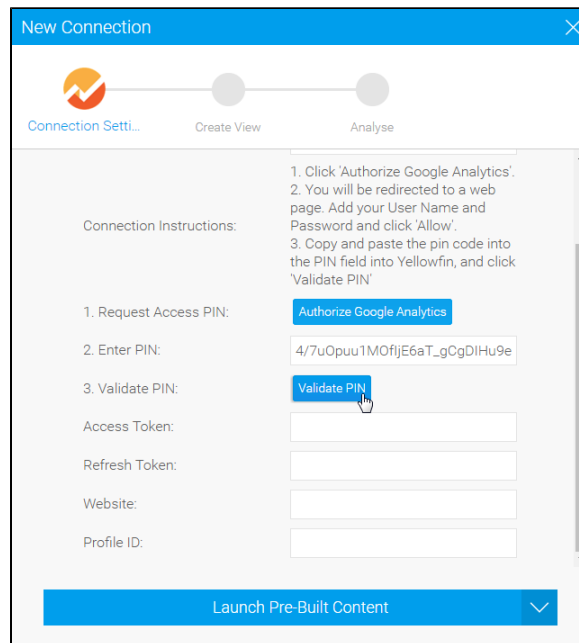 New Connection
Connection Setti...
Create View
Analyse
1. Click 'Authorize Google Analytics'.
2. You will be redirected to a web
page. Add your User Name and
Connection Instructions:
Password and click 'Allow'.
3. Copy and paste the pin code into
the PIN field into Yellowfin, and click
'Validate PIN'
1. Request Access PIN:
Authorize Google Analytics
2. Enter PIN:
4/7uOpuu1MOfIjE6aT_gCgDIHu9e
3. Validate PIN:
Validate PIN
Access Token:
Refresh Token:
Website:
Profile ID:
Launch Pre-Built Content